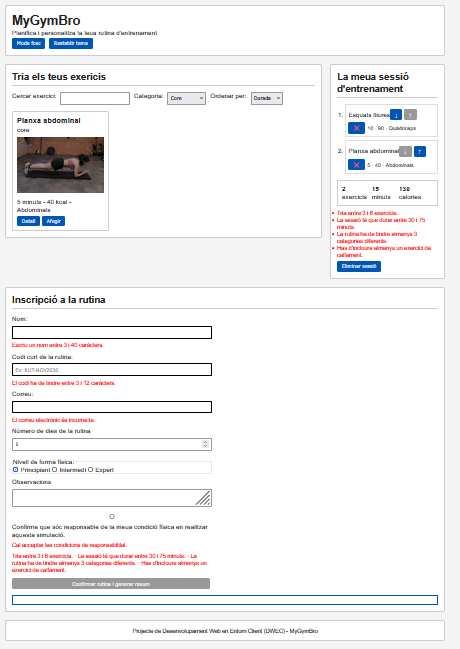 MyGymBro
Planifica i personalitza la teua rutina d'entrenament
Mode fosc
Restablir tema
Tria els teus exericis
Cercar exercici:
Categoria:
Core
Ordenar per:
Durada
Planxa abdominal
core
5 minuts - 40 kcal -
Abdominals
Detall
Afegir
La meua sessió
d'entrenament
1. Esquats lliures ↓ ↑
10 · 90 · Quàdriceps
2. Planxa abdominal ↓ ↑
5 · 40 · Abdominals
2 15 130
exercicis minuts calories
Tria entre 3 i 6 exercicis.
La sessió té que durar entre 30 i 75
minuts.
La rutina ha de tindre almenys 3
categories diferents.
Has d'incloure almenys un exercici de
calfament.
Eliminar sessió
Inscripció a la rutina
Nom:
Escriu un nom entre 3 i 40 caràcters.
Codi curt de la rutina:
Ex: RUT-NOV2026
El codi ha de tindre entre 3 i 12 caràcters.
Correu:
El correu electrònic és incorrecte.
Número de dies de la rutina
Nivell de forma física:
Principiant Intermedi Expert
Observacions
Confirme que sóc responsable de la meua condició física en realitzar
aquesta simulació.
Cal acceptar les condicions de responsabilitat.
Tria entre 3 i 6 exercicis. · La sessió té que durar entre 30 i 75 minuts. · La
rutina ha de tindre almenys 3 categories diferents. · Has d'incloure almenys un
exercici de calfament.
Confirmar rutina i generar resum
Projecte de Desenvolupament Web en Entorn Client (DWEC) - MyGymBro